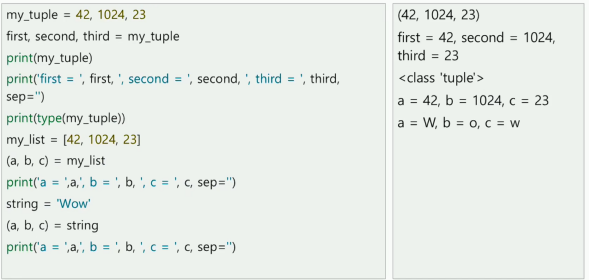 my_tuple = 42, 1024, 23
first, second, third = my_tuple
print(my_tuple)
print('first = ', first, ', second = ', second, ', third = ', third,
sep='')
print(type(my_tuple))
my_list = [42, 1024, 23]
(a, b, c) = my_list
print('a = ',a,', b = ', b, ', c = ', c, sep='')
string = 'Wow'
(a, b, c) = string
print('a = ',a,', b = ', b, ', c = ', c, sep='')
(42, 1024, 23)
first = 42, second = 1024,
third = 23
<class 'tuple'>
a = 42, b = 1024, c = 23
a = W, b = o, c = w